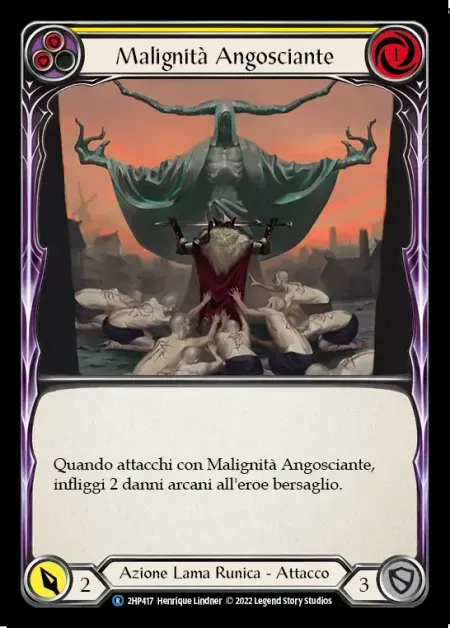 Malignità Angosciante
1
Quando attacchi con Malignità Angosciante,
infliggi 2 danni arcani all'eroe bersaglio.
2
Azione Lama Runica - Attacco
3
R 2HP417 Henrique Lindner © 2022 Legend Story Studios